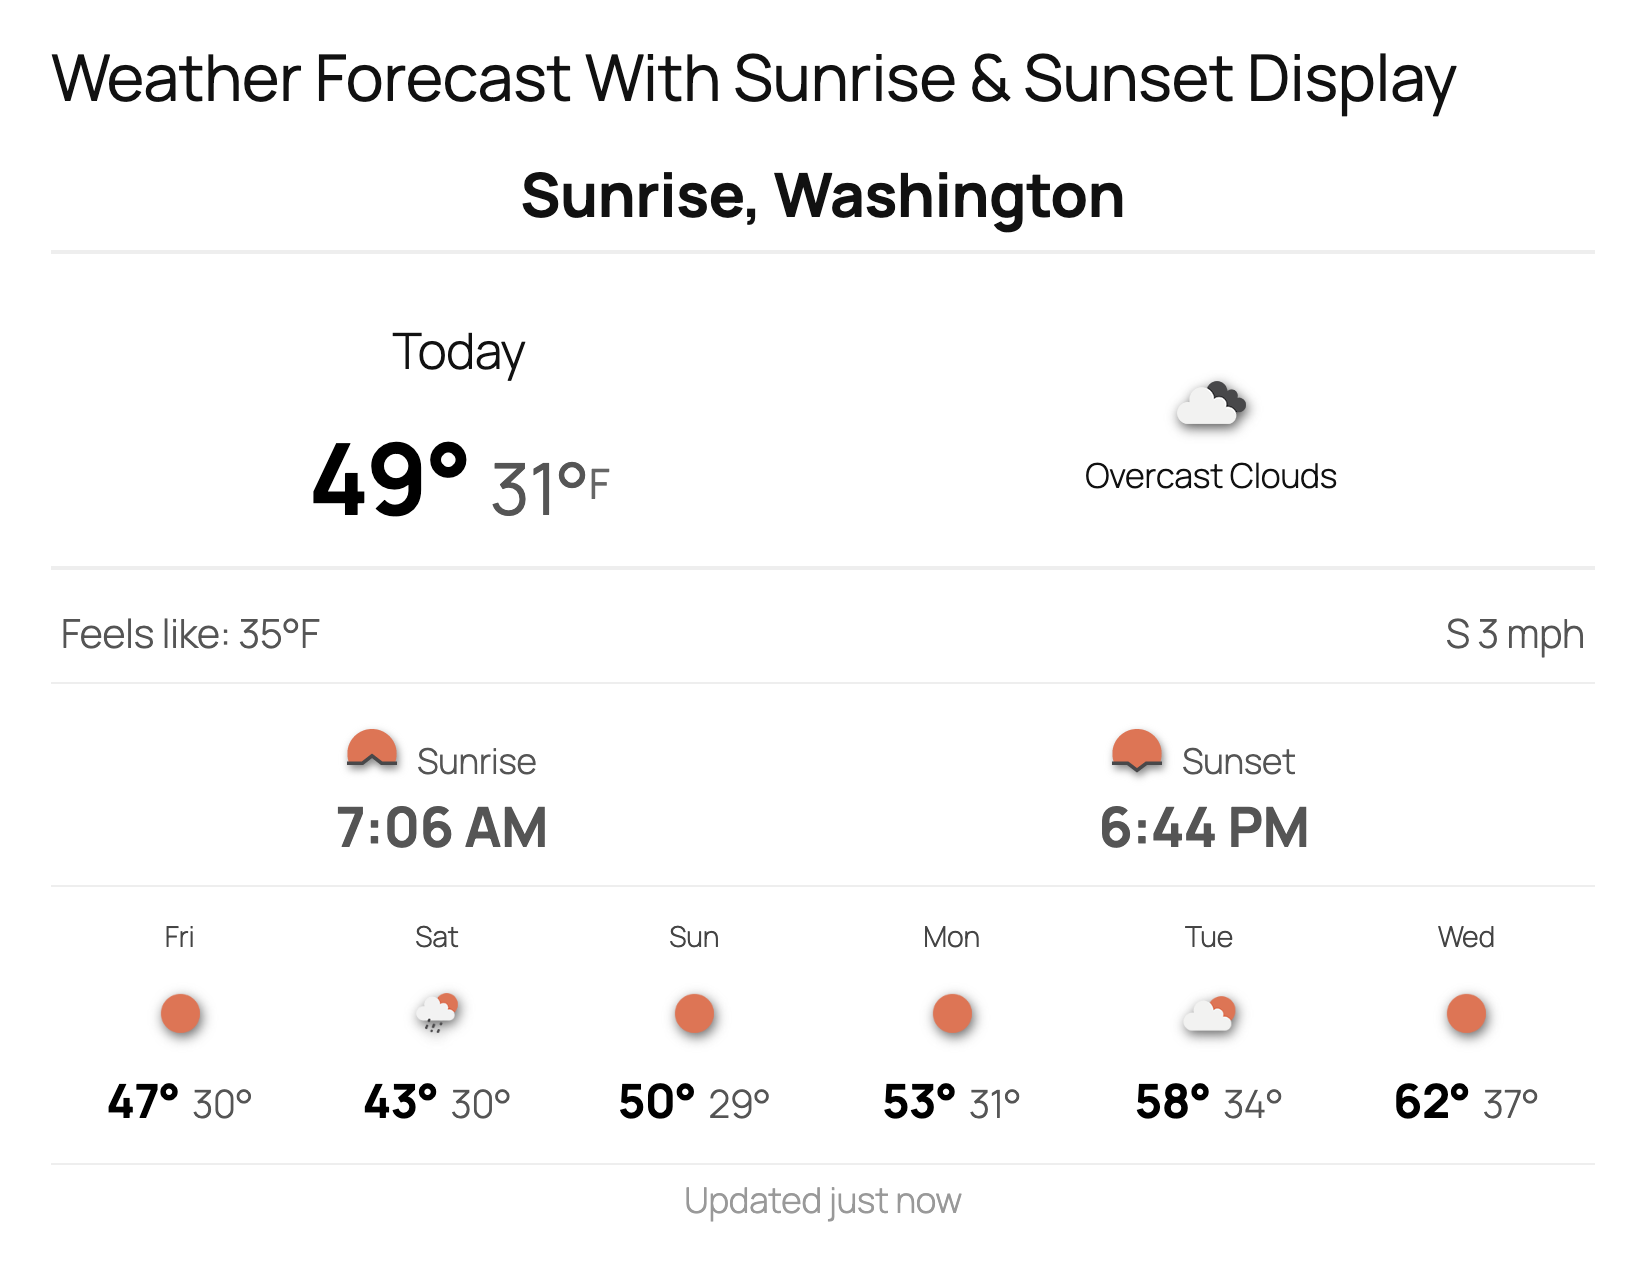 Weather Forecast With Sunrise & Sunset Display
Sunrise, Washington
Today
49° 31°F
Overcast Clouds
Feels like: 35°F
S 3 mph
Sunrise
7:06 AM
Sunset
6:44 PM
Fri
47° 30°
Sat
43° 30°
Sun
50° 29°
Mon
53° 31°
Tue
58° 34°
Wed
62° 37°
Updated just now